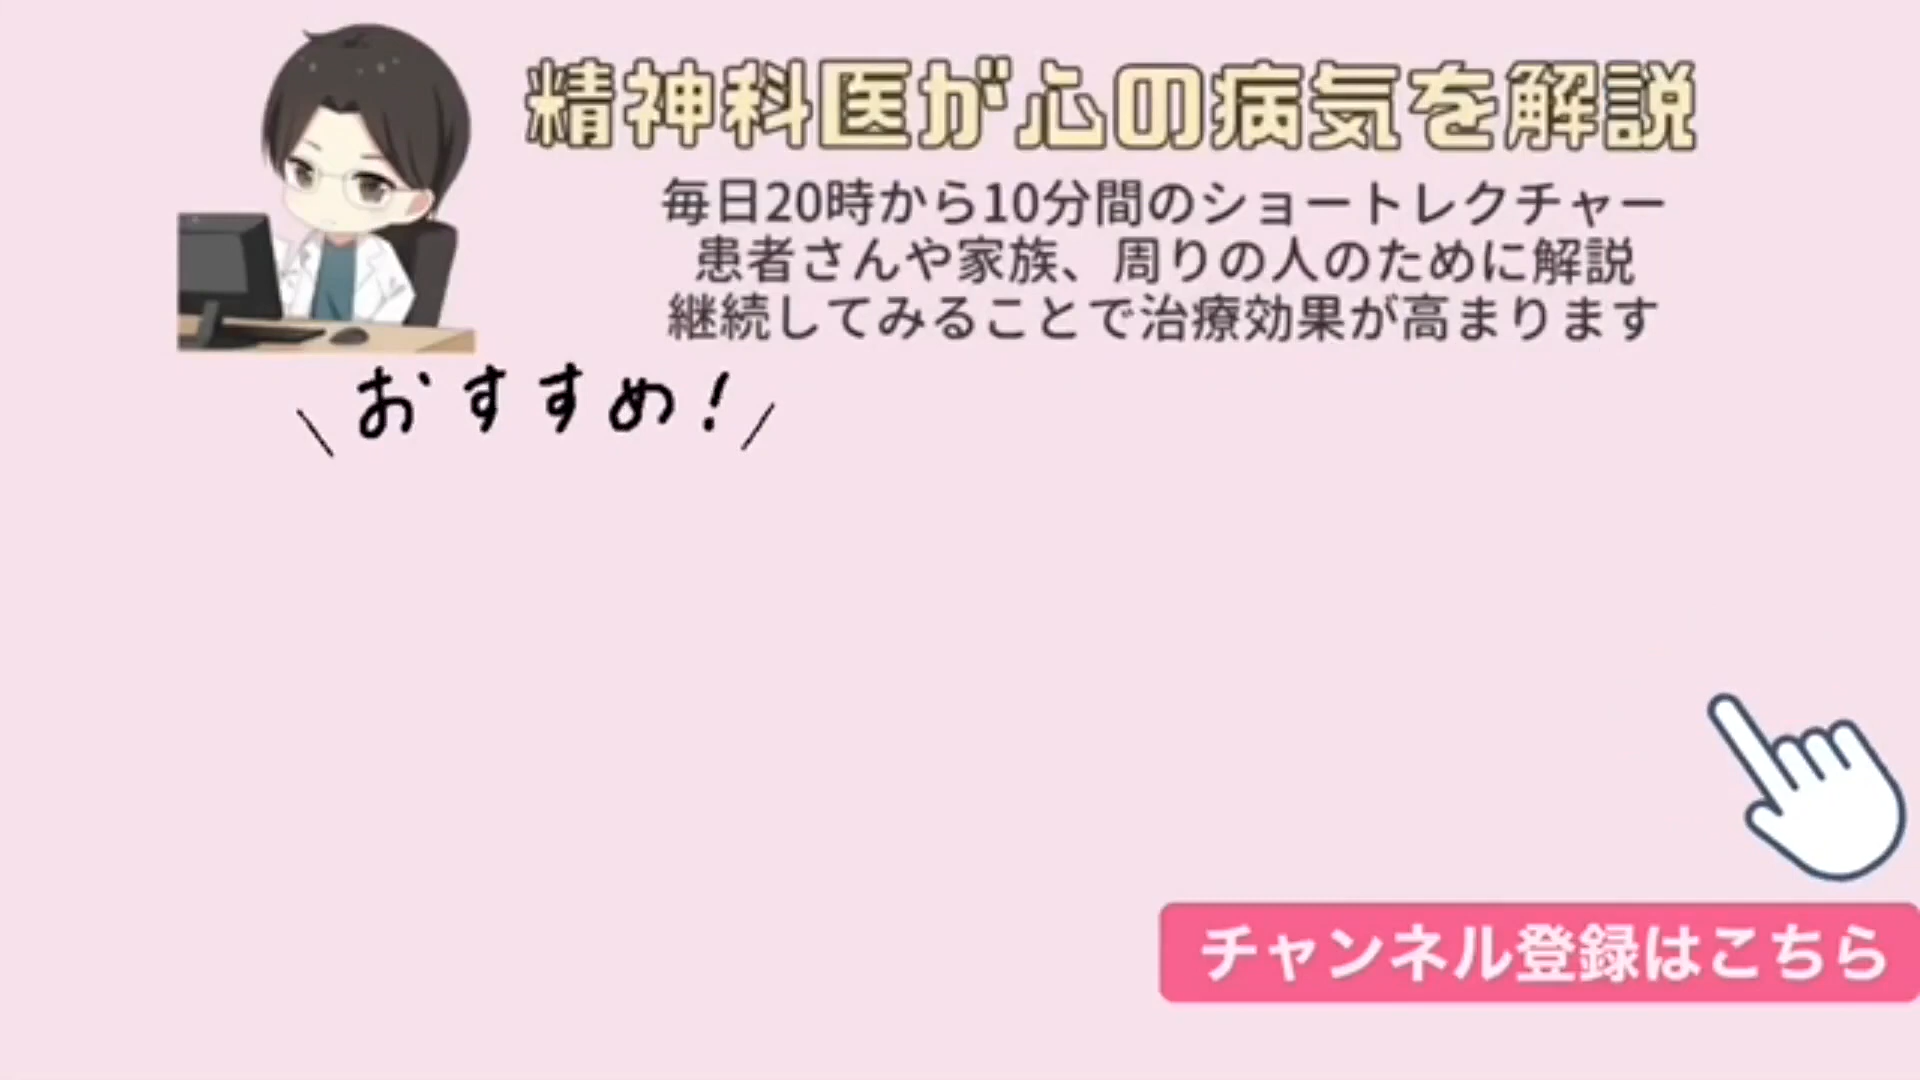 精神科医が心の病気を解説
毎日20時から10分間のショートレクチャー
患者さんや家族、周りの人のために解説
継続してみることで治療効果が高まります
\おすすめ!/
チャンネル登録はこちら